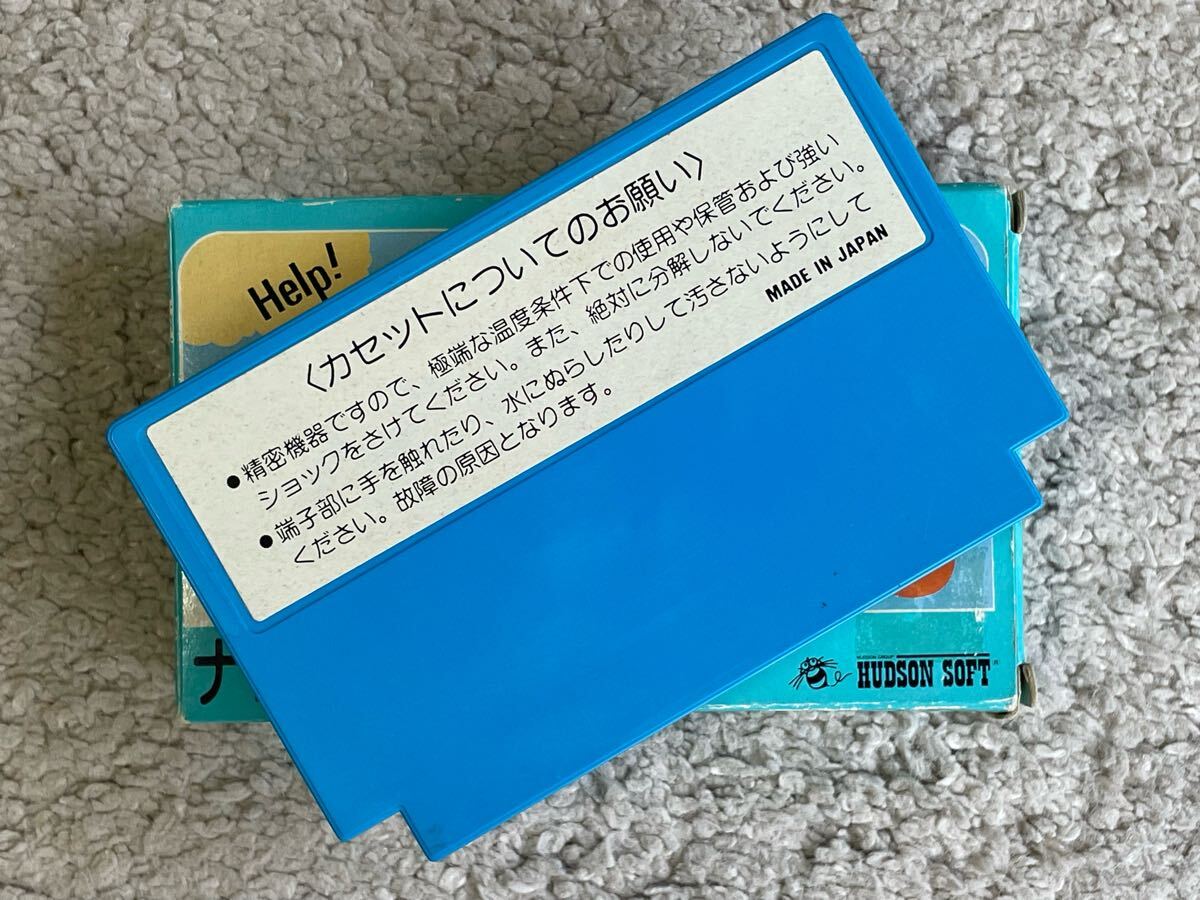 Help!
〈カセットについてのお願い〉
●精密機器ですので、極端な温度条件下での使用や保管および強い
ショックをさけてください。また、絶対に分解しないでください。
●端子部に手を触れたり、水にぬらしたりして汚さないようにして
ください。故障の原因となります。
MADE IN JAPAN
ナ
HUDSON GROUP
HUDSON SOFT